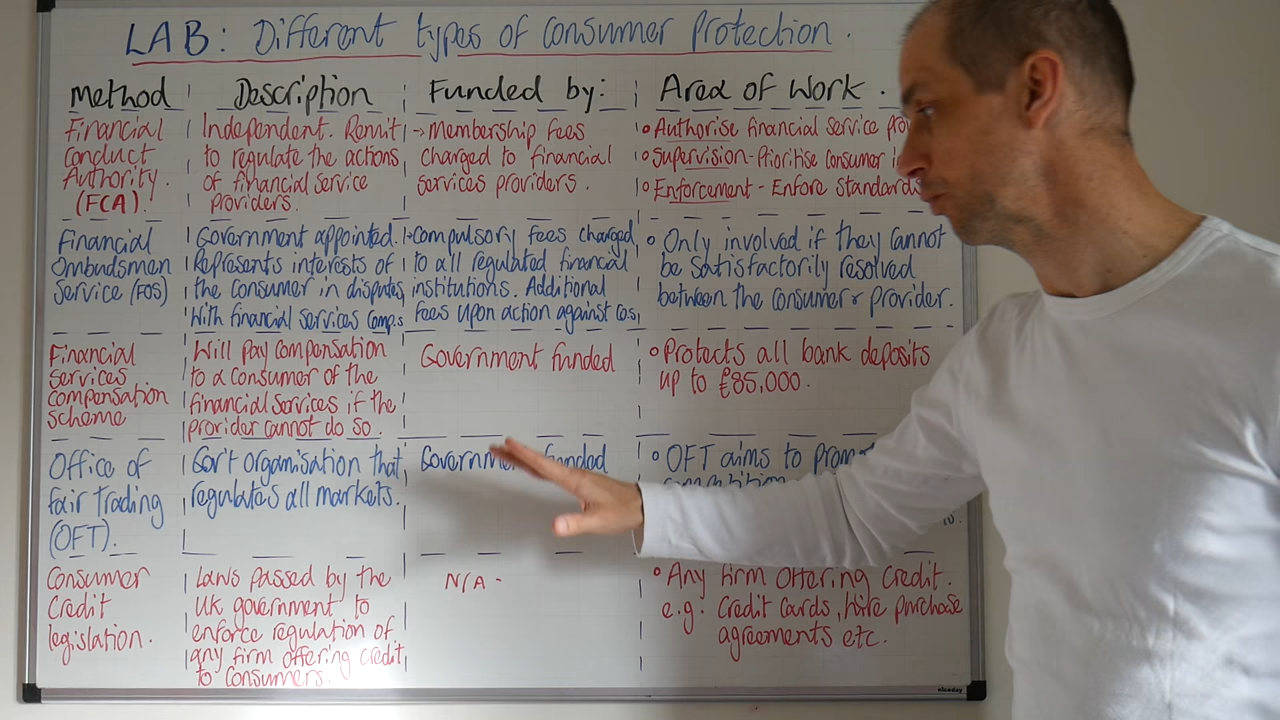 LAB: Different types of consumer protection.
Method
Description
Funded by:
Area of Work.
Financial
Conduct
Authority.
(FCA).
Independent. Remit
to regulate the actions
of financial service
providers.
→ Membership fees
charged to financial
services providers.
• Authorise financial service
• Supervision - Prioritise consumer
• Enforcement - Enfore standards
Financial
Ombudsmen
Service (FOS)
Government appointed.
Represents interests of
the consumer in disputes
with financial services comps
compulsory fees charged
to all regulated financial
institutions. Additional
fees upon action against cos,
• Only involved if they cannot
be satisfactorily resolved
between the consumer & provider.
Financial
services
compensation
scheme
Will pay compensation
to a consumer of the
financial services if the
provider cannot do so.
Government funded
• Protects all bank deposits
up to £85,000.
Office of
fair trading
(OFT).
Gov't organisation that
regulates all markets.
funded
• OFT aims to
Consumer
Credit
legislation.
Laws passed by the
UK government to
enforce regulation of
any firm offering credit
to consumers.
N/A -
• Any firm offering credit.
e.g. Credit cards, hire purchase
agreements etc.
nicеday